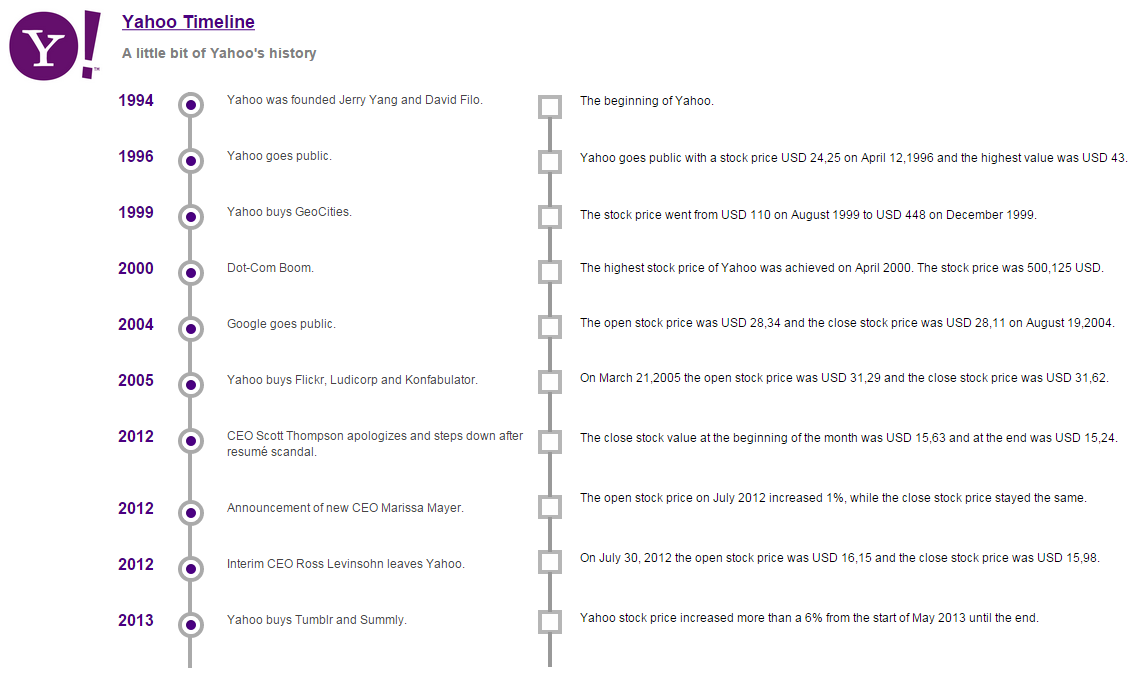 Y!
Yahoo Timeline
A little bit of Yahoo's history
1994 Yahoo was founded Jerry Yang and David Filo. The beginning of Yahoo.
1996 Yahoo goes public. Yahoo goes public with a stock price USD 24,25 on April 12,1996 and the highest value was USD 43.
1999 Yahoo buys GeoCities. The stock price went from USD 110 on August 1999 to USD 448 on December 1999.
2000 Dot-Com Boom. The highest stock price of Yahoo was achieved on April 2000. The stock price was 500,125 USD.
2004 Google goes public. The open stock price was USD 28,34 and the close stock price was USD 28,11 on August 19,2004.
2005 Yahoo buys Flickr, Ludicorp and Konfabulator. On March 21,2005 the open stock price was USD 31,29 and the close stock price was USD 31,62.
2012 CEO Scott Thompson apologizes and steps down after
resumé scandal. The close stock value at the beginning of the month was USD 15,63 and at the end was USD 15,24.
2012 Announcement of new CEO Marissa Mayer. The open stock price on July 2012 increased 1%, while the close stock price stayed the same.
2012 Interim CEO Ross Levinsohn leaves Yahoo. On July 30, 2012 the open stock price was USD 16,15 and the close stock price was USD 15,98.
2013 Yahoo buys Tumblr and Summly. Yahoo stock price increased more than a 6% from the start of May 2013 until the end.